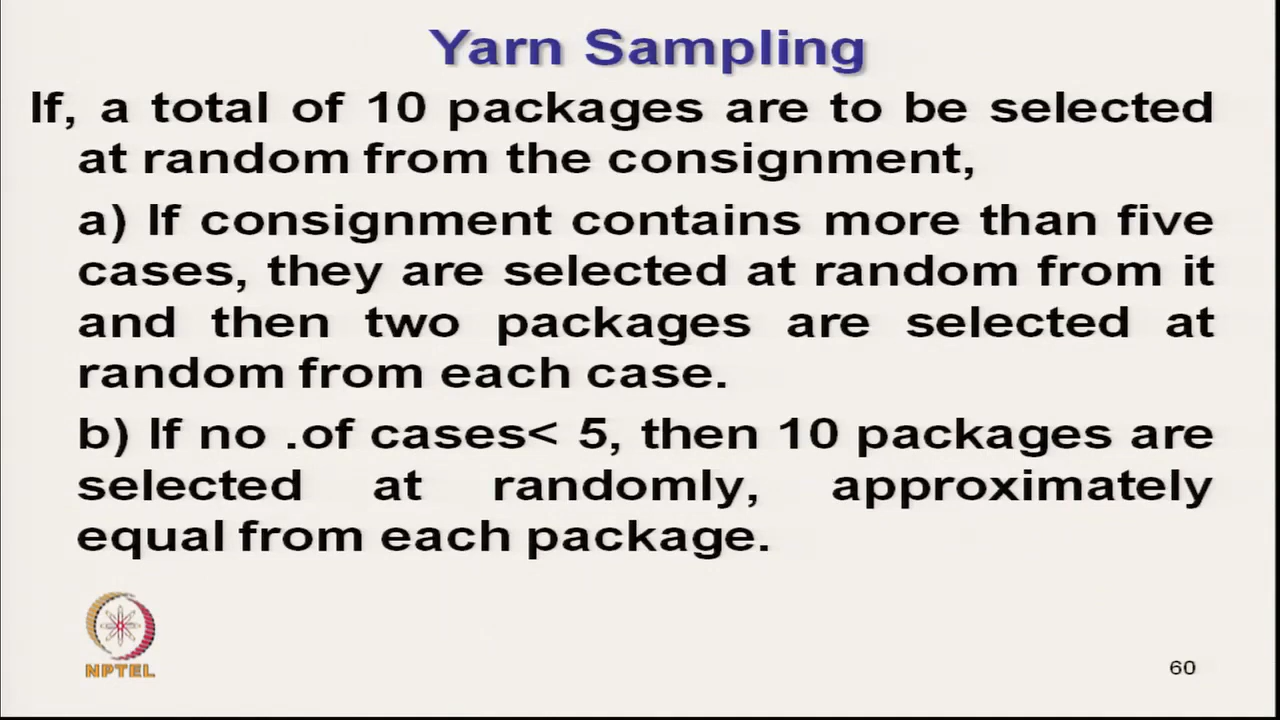 Yarn Sampling
If, a total of 10 packages are to be selected
at random from the consignment,
a) If consignment contains more than five
cases, they are selected at random from it
and then two packages are selected at
random from each case.
b) If no .of cases< 5, then 10 packages are
selected at randomly, approximately
equal from each package.
NPTEL
60